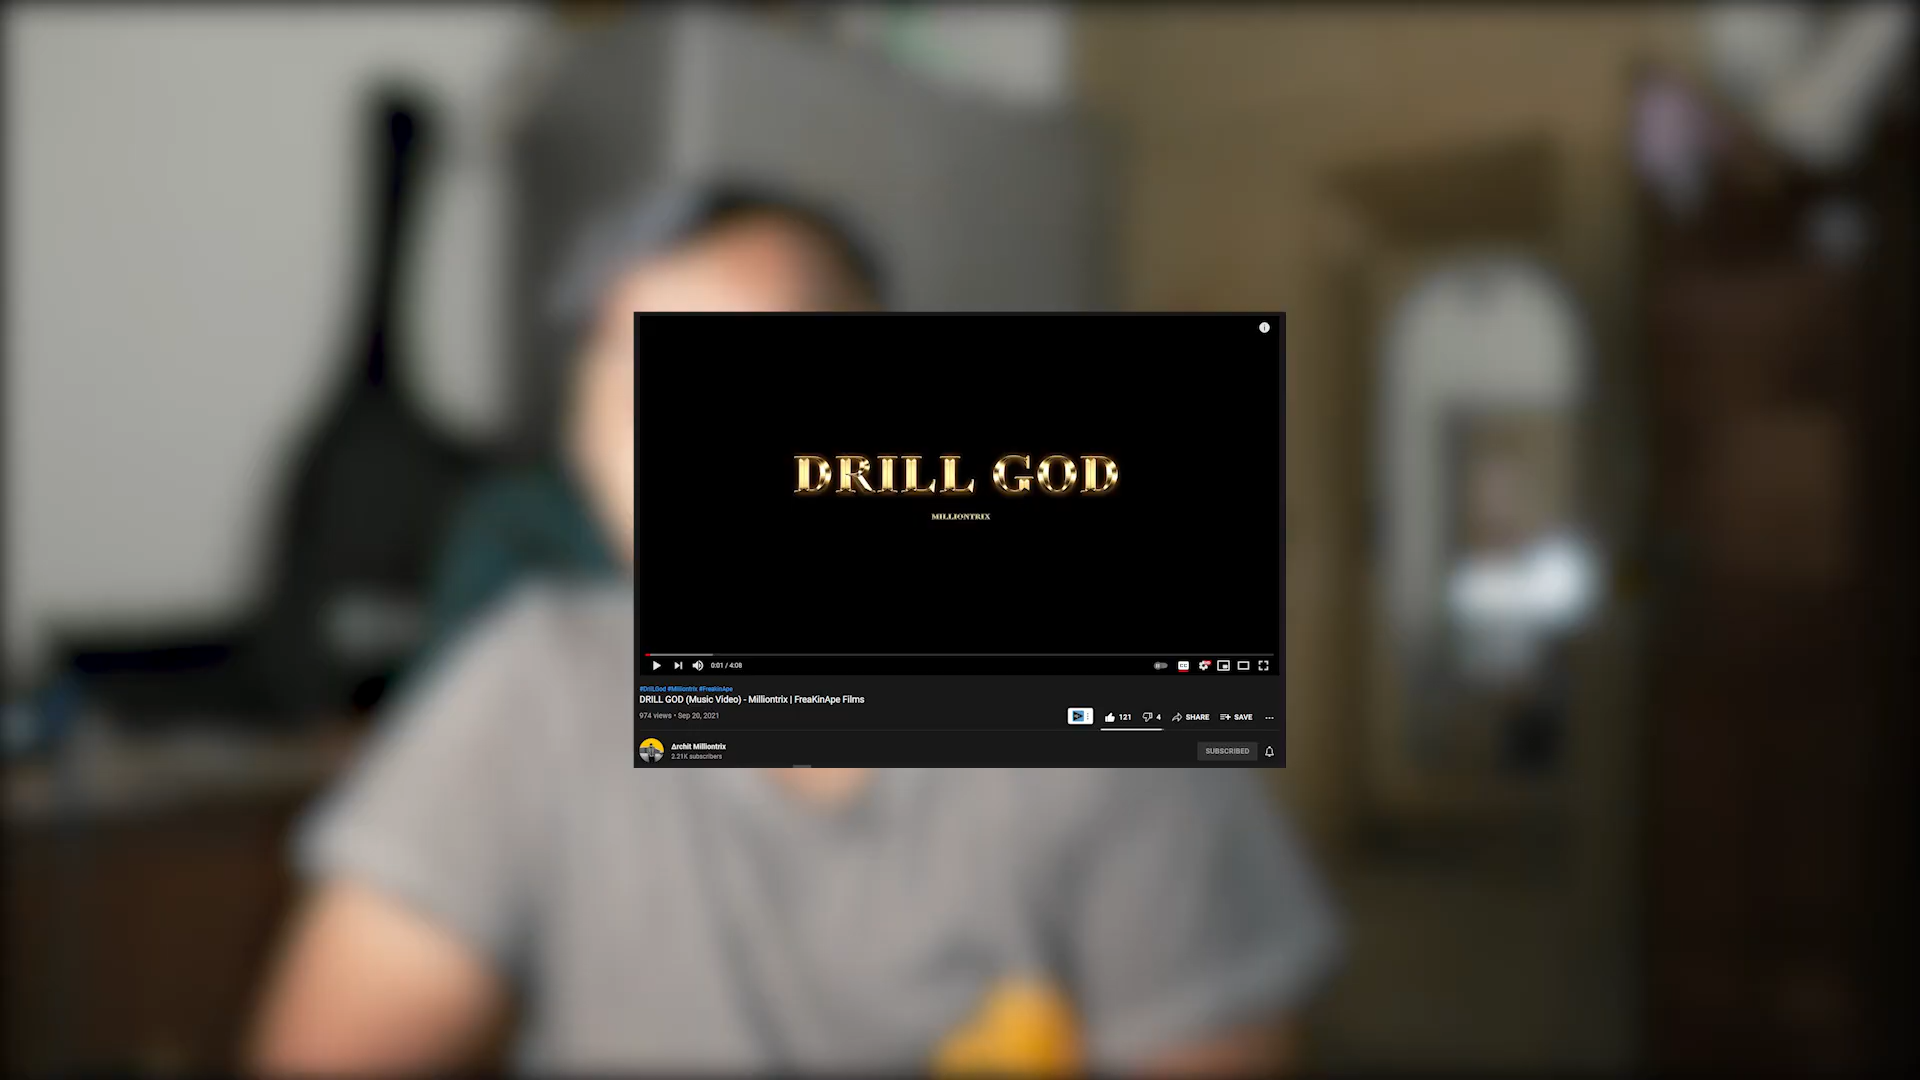 DRILL GOD
MILLIONTRIX
0:01 / 4:08
CC
#DrillGod #Milliontrix #FreakinApe
DRILL GOD (Music Video) - Milliontrix | FreaKinApe Films
974 views • Sep 20, 2021
121
4
SHARE
SAVE
Archit Milliontrix
2.21K subscribers
SUBSCRIBED